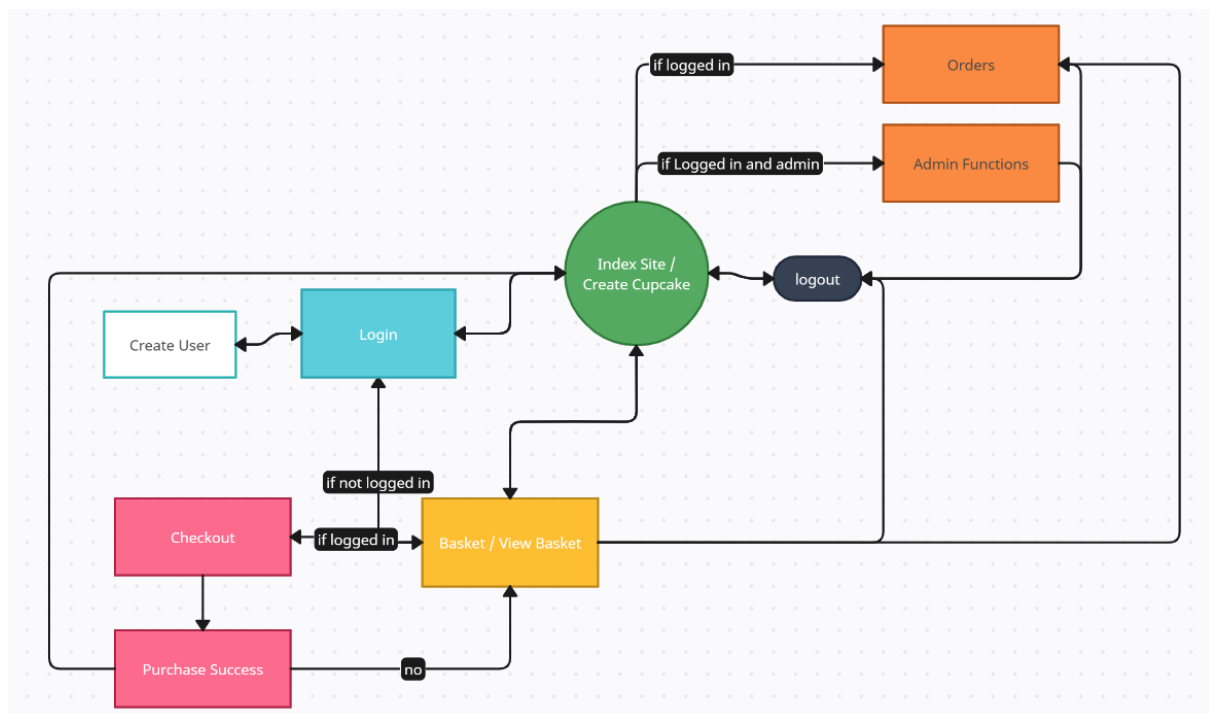 if logged in
Orders
if Logged in and admin
Admin Functions
Index Site /
Create Cupcake
logout
Create User
Login
if not logged in
Checkout
if logged in
Basket / View Basket
Purchase Success
no